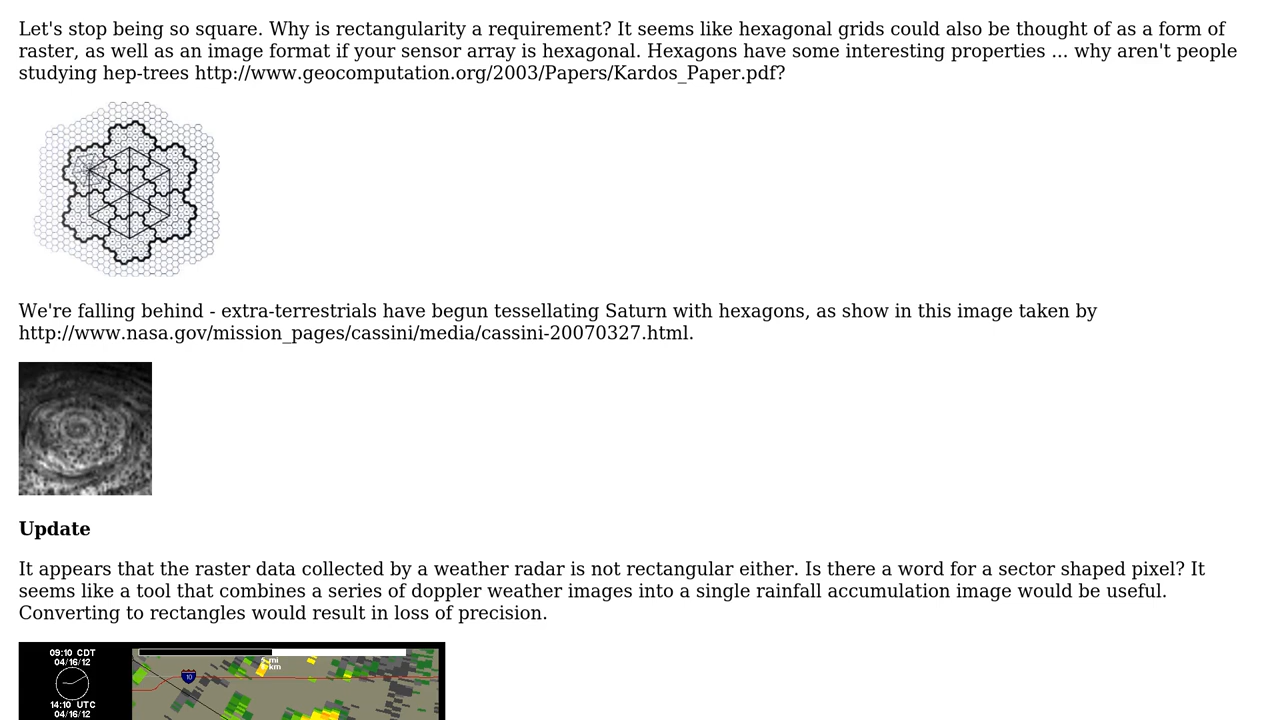 Let's stop being so square. Why is rectangularity a requirement? It seems like hexagonal grids could also be thought of as a form of
raster, as well as an image format if your sensor array is hexagonal. Hexagons have some interesting properties ... why aren't people
studying hep-trees http://www.geocomputation.org/2003/Papers/Kardos_Paper.pdf?
We're falling behind - extra-terrestrials have begun tessellating Saturn with hexagons, as show in this image taken by
http://www.nasa.gov/mission_pages/cassini/media/cassini-20070327.html.
Update
It appears that the raster data collected by a weather radar is not rectangular either. Is there a word for a sector shaped pixel? It
seems like a tool that combines a series of doppler weather images into a single rainfall accumulation image would be useful.
Converting to rectangles would result in loss of precision.
09:10 CDT
04/16/12
mi
km
10
14:10 UTC
04/16/12